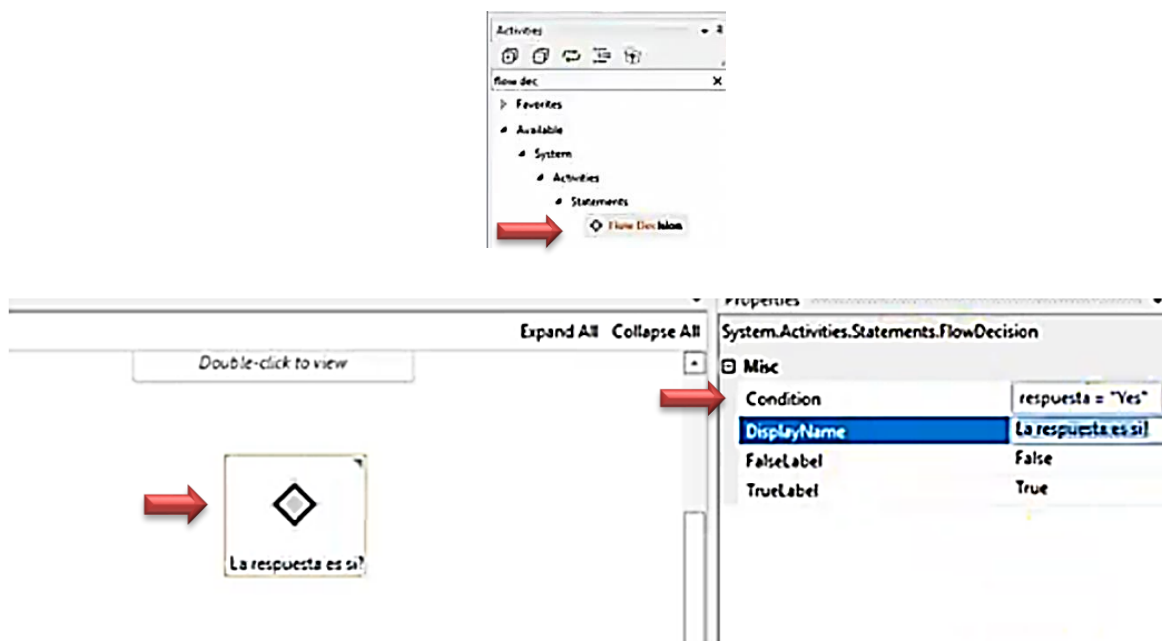 Activities
flow dec
Favorites
Available
System
Activities
Statements
Flow Decision
Expand All Collapse All
Double-click to view
La respuesta es si?
Properties
System.Activities.Statements.FlowDecision
Misc
Condition respuesta = "Yes"
DisplayName La respuesta es si?
FalseLabel False
TrueLabel True